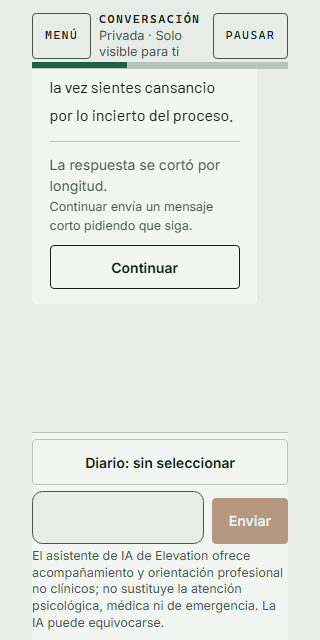 MENÚ
CONVERSACIÓN
Privada · Solo
visible para ti
PAUSAR
la vez sientes cansancio
por lo incierto del proceso.
La respuesta se cortó por
longitud.
Continuar envía un mensaje
corto pidiendo que siga.
Continuar
Diario: sin seleccionar
Enviar
El asistente de IA de Elevation ofrece
acompañamiento y orientación profesional
no clínicos; no sustituye la atención
psicológica, médica ni de emergencia. La
IA puede equivocarse.